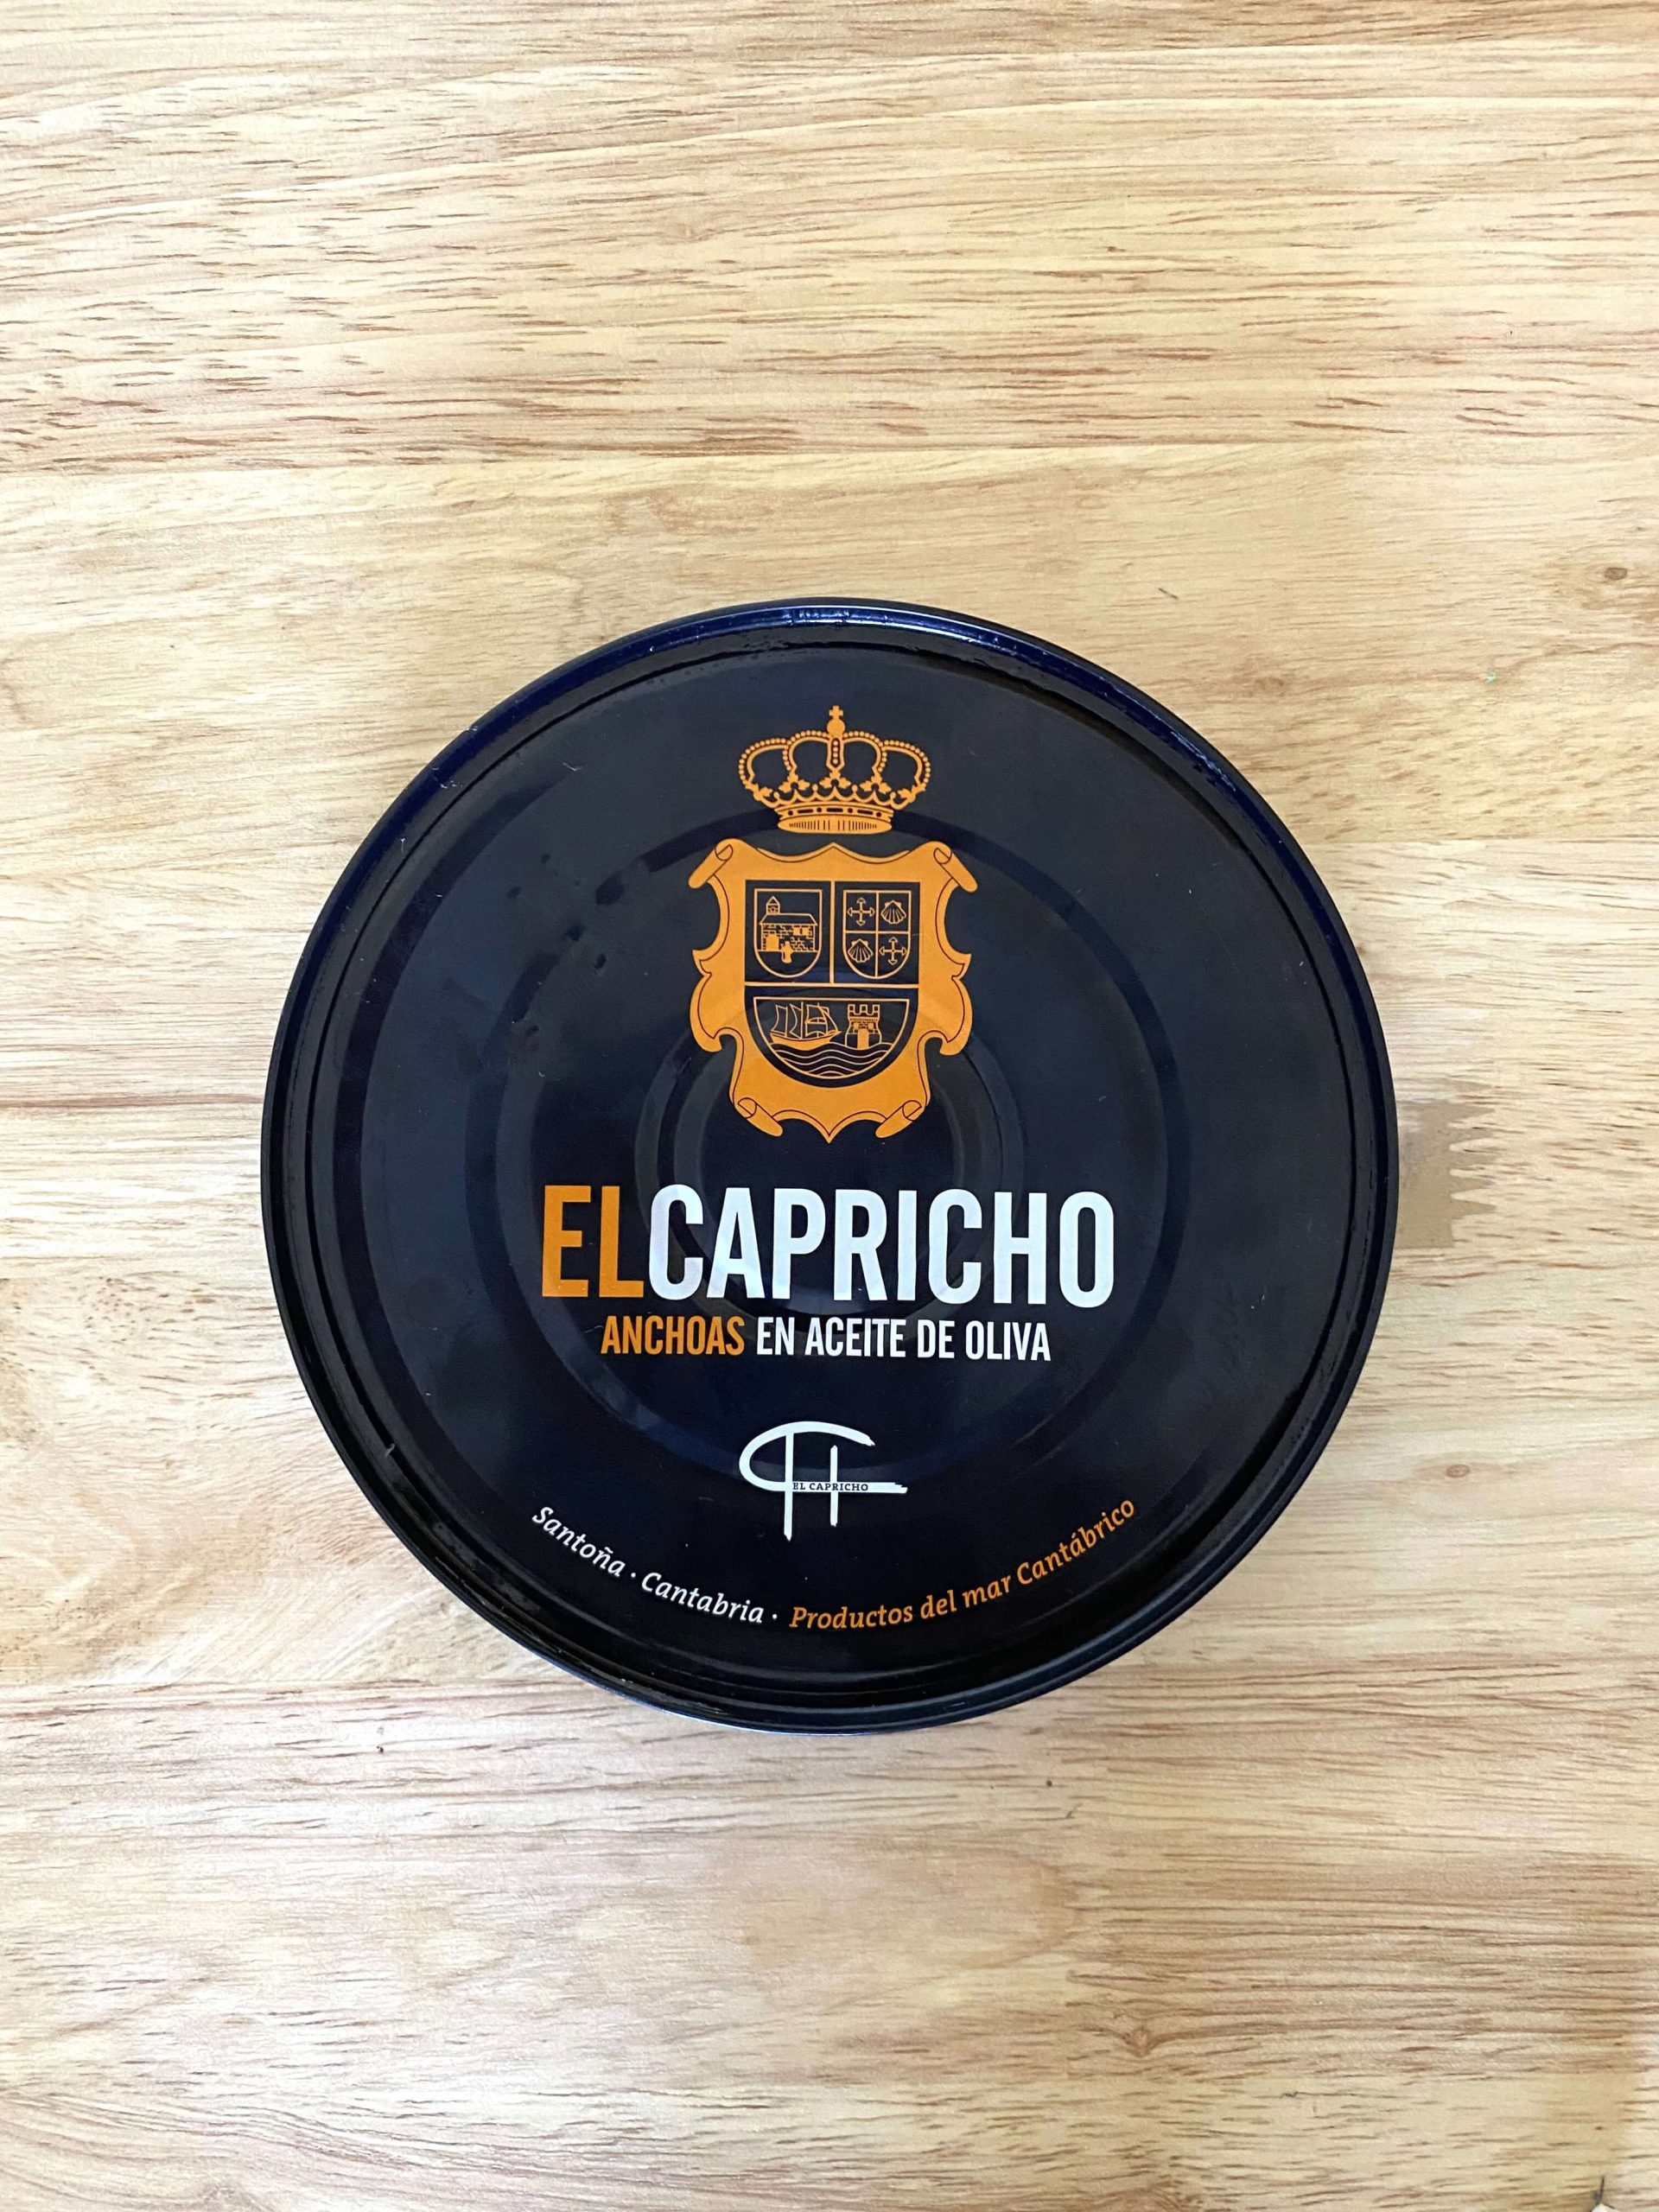 ELCAPRICHO
ANCHOAS EN ACEITE DE OLIVA
EL CAPRICHO
Santoña · Cantabria · Productos del mar Cantábrico